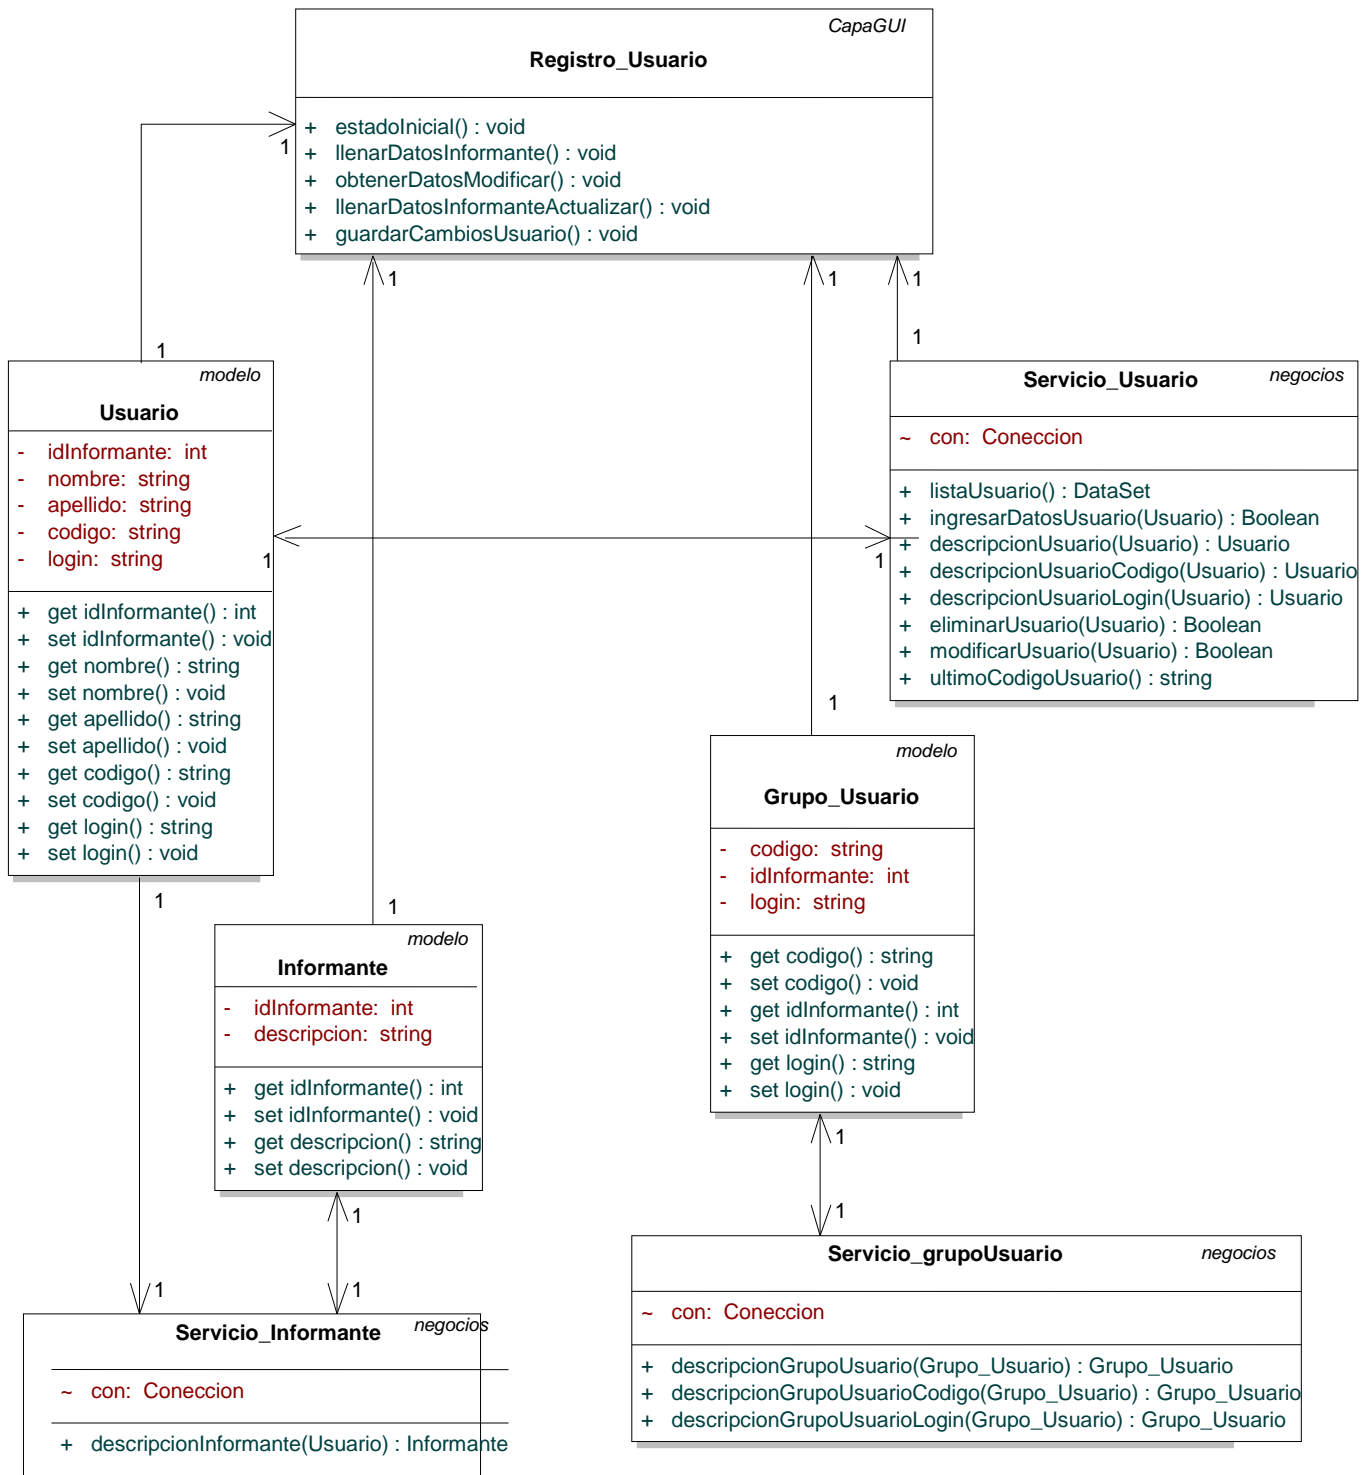 CapaGUI
Registro_Usuario
+ estadoInicial() : void
+ llenarDatosInformante() : void
+ obtenerDatosModificar() : void
+ llenarDatosInformanteActualizar() : void
+ guardarCambiosUsuario() : void
1
1
1
1
1
1
modelo
Usuario
- idInformante: int
- nombre: string
- apellido: string
- codigo: string
- login: string
+ get idInformante() : int
+ set idInformante() : void
+ get nombre() : string
+ set nombre() : void
+ get apellido() : string
+ set apellido() : void
+ get codigo() : string
+ set codigo() : void
+ get login() : string
+ set login() : void
1
1
negocios
Servicio_Usuario
~ con: Coneccion
+ listaUsuario() : DataSet
+ ingresarDatosUsuario(Usuario) : Boolean
+ descripcionUsuario(Usuario) : Usuario
+ descripcionUsuarioCodigo(Usuario) : Usuario
+ descripcionUsuarioLogin(Usuario) : Usuario
+ eliminarUsuario(Usuario) : Boolean
+ modificarUsuario(Usuario) : Boolean
+ ultimoCodigoUsuario() : string
1
modelo
Grupo_Usuario
- codigo: string
- idInformante: int
- login: string
+ get codigo() : string
+ set codigo() : void
+ get idInformante() : int
+ set idInformante() : void
+ get login() : string
+ set login() : void
1
1
modelo
Informante
- idInformante: int
- descripcion: string
+ get idInformante() : int
+ set idInformante() : void
+ get descripcion() : string
+ set descripcion() : void
1
1
1
1
1
negocios
Servicio_Informante
~ con: Coneccion
+ descripcionInformante(Usuario) : Informante
Servicio_grupoUsuario
negocios
~ con: Coneccion
+ descripcionGrupoUsuario(Grupo_Usuario) : Grupo_Usuario
+ descripcionGrupoUsuarioCodigo(Grupo_Usuario) : Grupo_Usuario
+ descripcionGrupoUsuarioLogin(Grupo_Usuario) : Grupo_Usuario